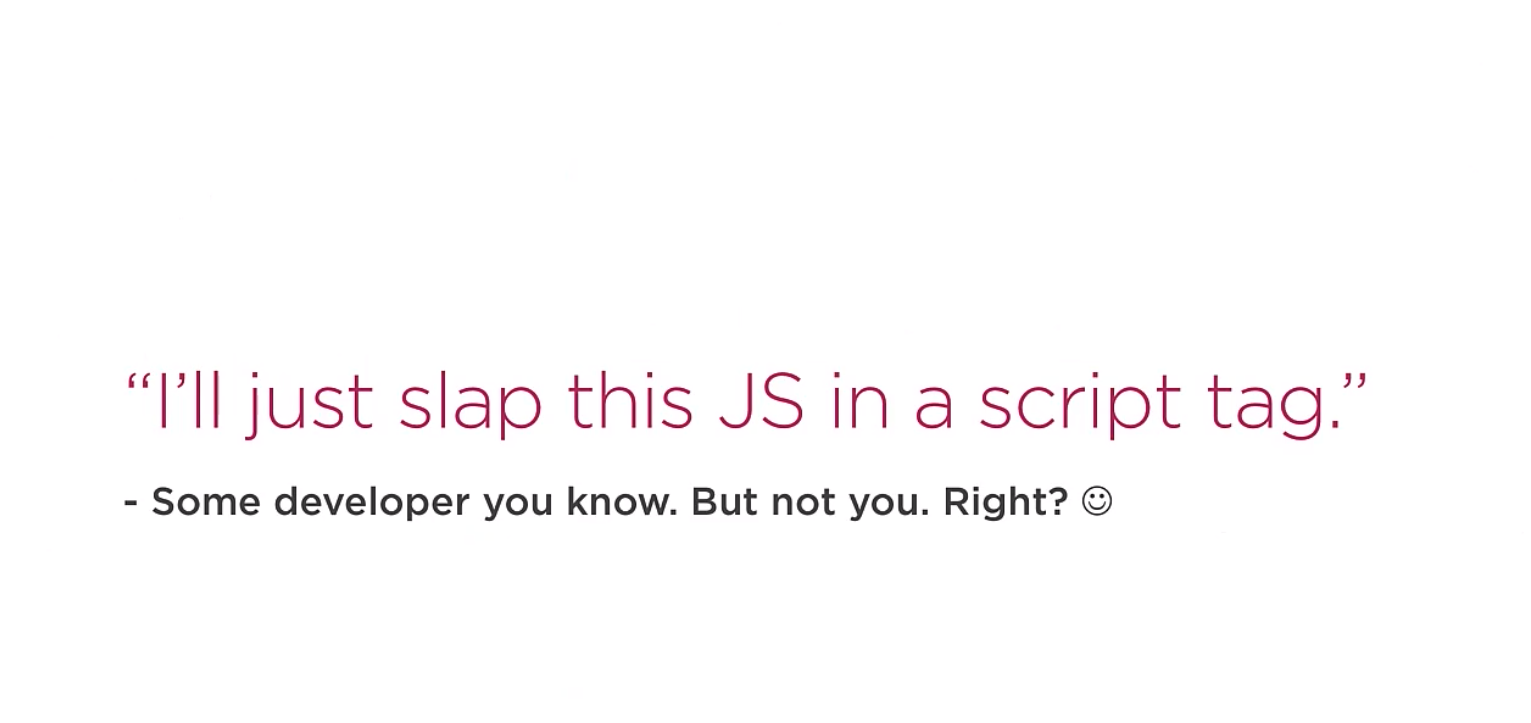 “I’ll just slap this JS in a script tag.”
- Some developer you know. But not you. Right? ☺